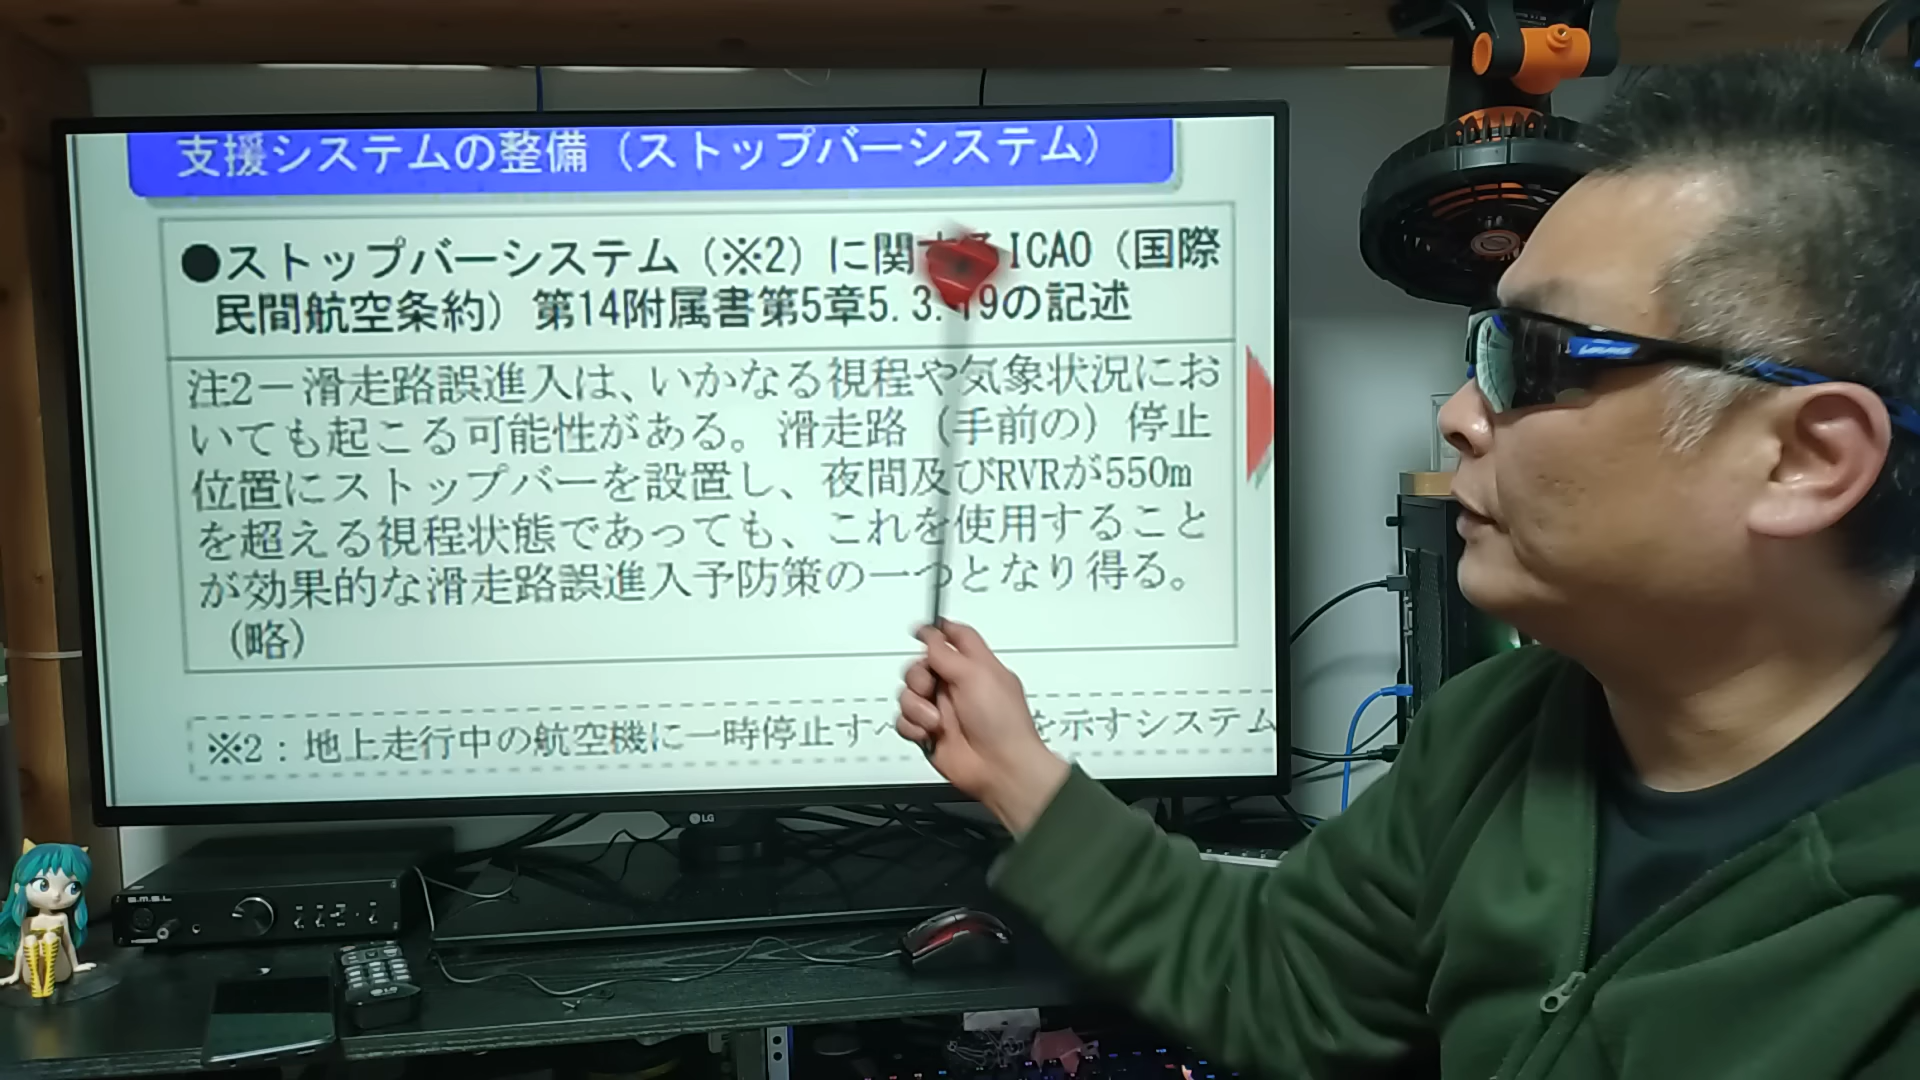 支援システムの整備（ストップバーシステム）
●ストップバーシステム（※2）に関する ICAO（国際
民間航空条約）第14附属書第5章5.3.19の記述
注2－滑走路誤進入は、いかなる視程や気象状況にお
いても起こる可能性がある。滑走路（手前の）停止
位置にストップバーを設置し、夜間及びRVRが550m
を超える視程状態であっても、これを使用すること
が効果的な滑走路誤進入予防策の一つとなり得る。
（略）
※2：地上走行中の航空機に一時停止すべ を示すシステム
LG
S.M.S.L
LG